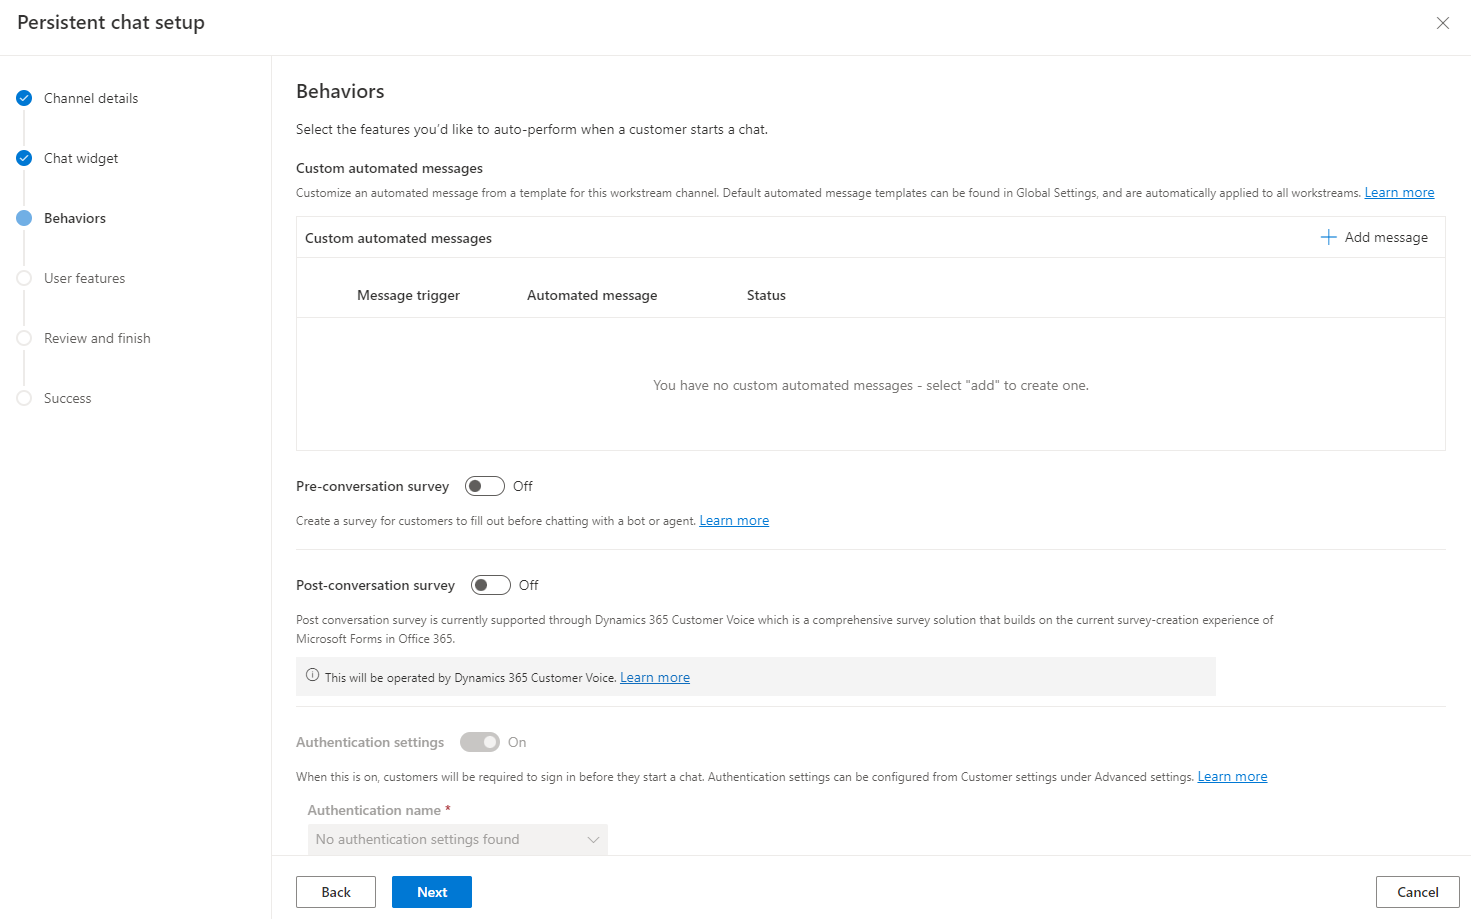 Persistent chat setup
Channel details
Chat widget
Behaviors
User features
Review and finish
Success
Behaviors
Select the features you'd like to auto-perform when a customer starts a chat.
Custom automated messages
Customize an automated message from a template for this workstream channel. Default automated message templates can be found in Global Settings, and are automatically applied to all workstreams. Learn more
Custom automated messages
Add message
Message trigger Automated message Status
You have no custom automated messages - select "add" to create one.
Pre-conversation survey Off
Create a survey for customers to fill out before chatting with a bot or agent. Learn more
Post-conversation survey Off
Post conversation survey is currently supported through Dynamics 365 Customer Voice which is a comprehensive survey solution that builds on the current survey-creation experience of
Microsoft Forms in Office 365.
This will be operated by Dynamics 365 Customer Voice. Learn more
Authentication settings On
When this is on, customers will be required to sign in before they start a chat. Authentication settings can be configured from Customer settings under Advanced settings. Learn more
Authentication name *
No authentication settings found
Back Next Cancel